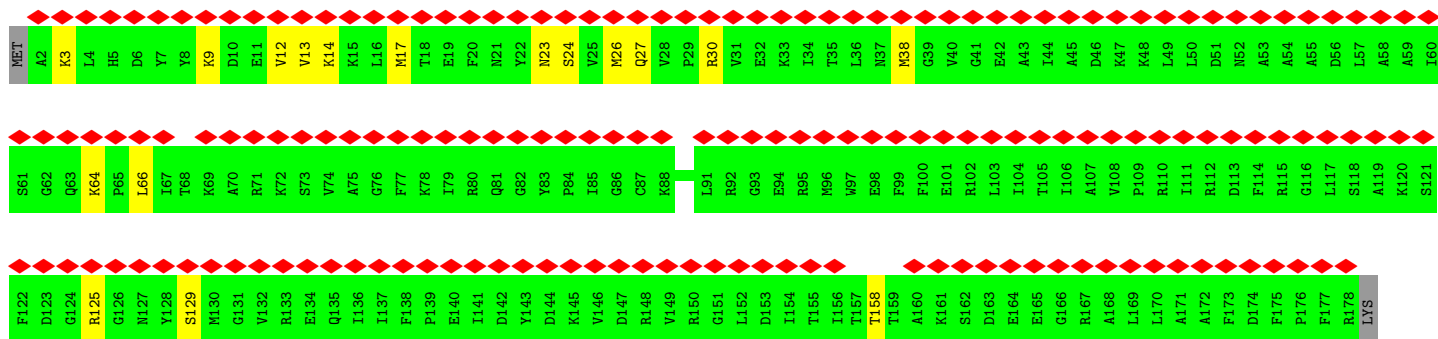 MET A2 K3 L4 H5 D6 Y7 Y8 K9 D10 E11 V12 V13 K14 K15 L16 M17 T18 E19 F20 N21 Y22 N23 S24 V25 M26 Q27 V28 P29 R30 V31 E32 K33 I34 T35 L36 N37 M38 G39 V40 G41 E42 A43 I44 A45 D46 K47 K48 L49 L50 D51 N52 A53 A54 A55 D56 L57 A58 A59 I60
S61 G62 Q63 K64 P65 L66 I67 T68 K69 A70 R71 K72 S73 V74 A75 G76 F77 K78 I79 R80 Q81 G82 Y83 P84 I85 G86 C87 K88 L91 R92 G93 E94 R95 M96 W97 E98 F99 F100 E101 R102 L103 I104 T105 I106 A107 V108 P109 R110 I111 R112 D113 F114 R115 G116 L117 S118 A119 K120 S121
F122 D123 G124 R125 G126 N127 Y128 S129 M130 G131 V132 R133 E134 Q135 I136 I137 F138 P139 E140 I141 D142 Y143 D144 K145 V146 D147 R148 V149 R150 G151 L152 D153 I154 T155 I156 T157 T158 T159 A160 K161 S162 D163 E164 E165 G166 R167 A168 L169 L170 A171 A172 F173 D174 F175 P176 F177 R178 LYS